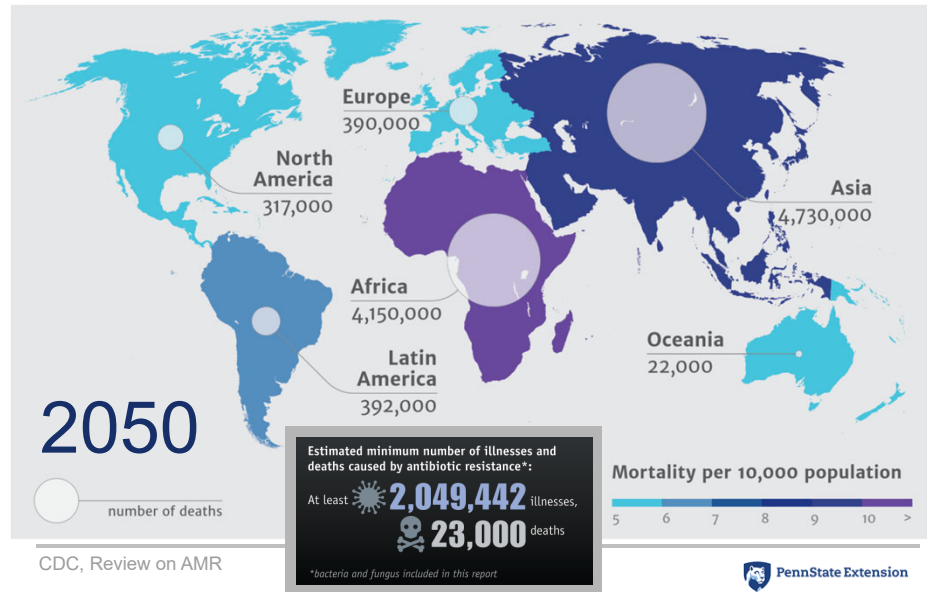 Europe
390,000
North
America
317,000
Asia
4,730,000
Africa
4,150,000
Oceania
22,000
Latin
America
392,000
2050
number of deaths
Estimated minimum number of illnesses and
deaths caused by antibiotic resistance*:
At least 2,049,442 illnesses,
23,000 deaths
*bacteria and fungus included in this report
Mortality per 10,000 population
5 6 7 8 9 10 >
CDC, Review on AMR
PennState Extension